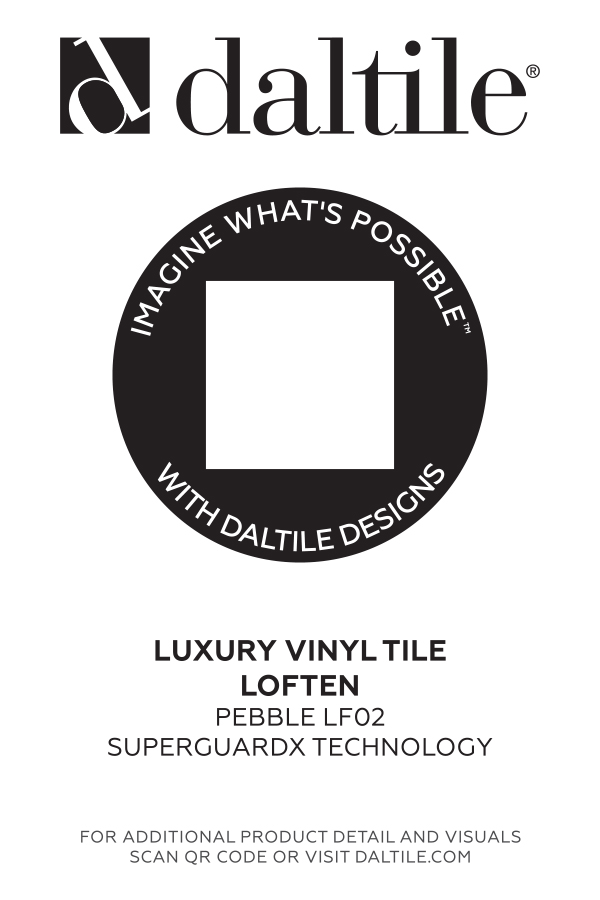 daltile®
IMAGINE WHAT'S POSSIBLE™
WITH DALTILE DESIGNS
LUXURY VINYL TILE
LOFTEN
PEBBLE LF02
SUPERGUARDX TECHNOLOGY
FOR ADDITIONAL PRODUCT DETAIL AND VISUALS
SCAN QR CODE OR VISIT DALTILE.COM